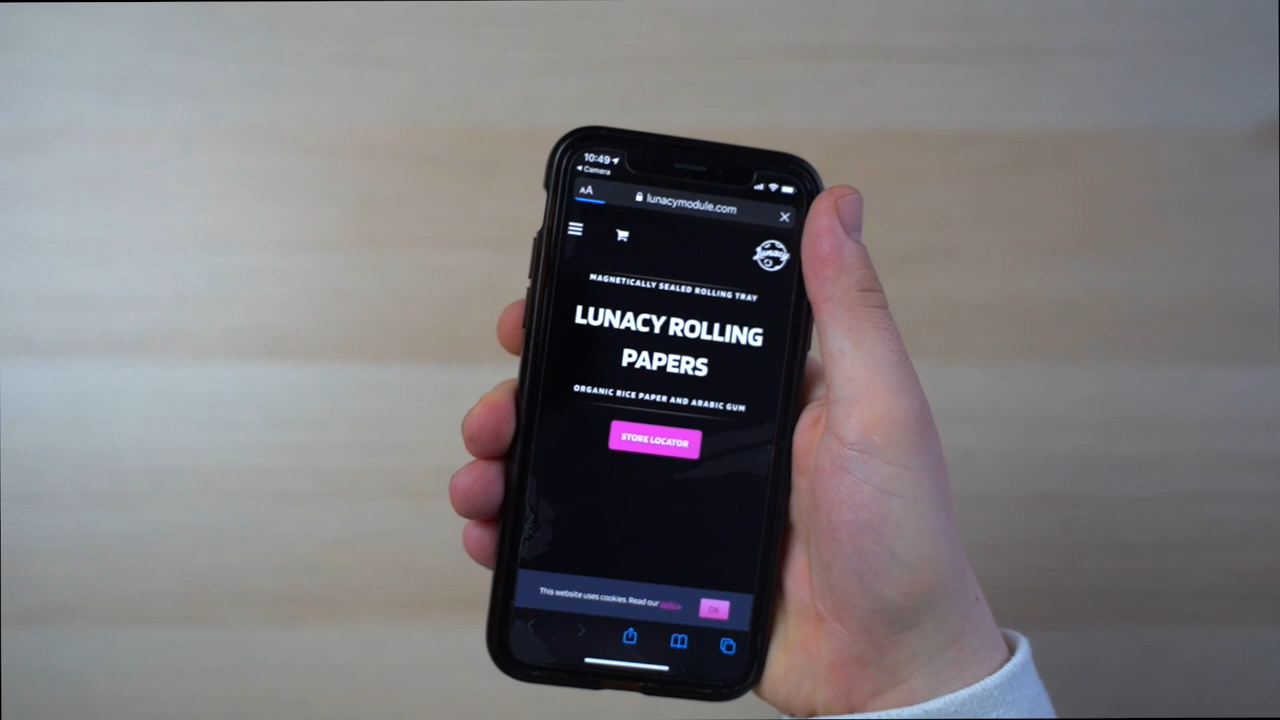 10:49
Camera
AA
lunacymodule.com
Lunacy
MAGNETICALLY SEALED ROLLING TRAY
LUNACY ROLLING
PAPERS
ORGANIC RICE PAPER AND ARABIC GUM
STORE LOCATOR
This website uses cookies. Read our
OK